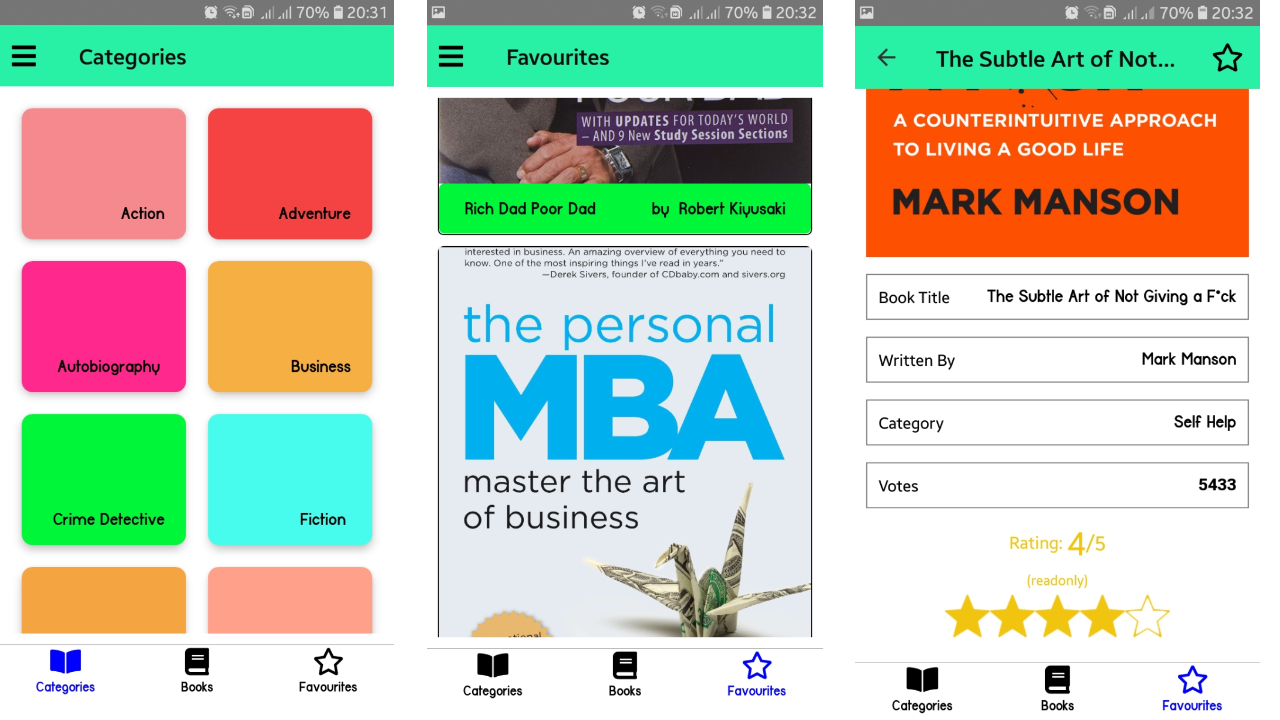 70% 20:31
Categories
Action
Adventure
Autobiography
Business
Crime Detective
Fiction
Categories
Books
Favourites
70% 20:32
Favourites
WITH UPDATES FOR TODAY'S WORLD
– AND 9 New Study Session Sections
Rich Dad Poor Dad
by Robert Kiyusaki
interested in business. An amazing overview of everything you need to
know. One of the most inspiring things I've read in years."
—Derek Sivers, founder of CDbaby.com and sivers.org
the personal
MBA
master the art
of business
Categories
Books
Favourites
70% 20:32
The Subtle Art of Not...
A COUNTERINTUITIVE APPROACH
TO LIVING A GOOD LIFE
MARK MANSON
Book Title
The Subtle Art of Not Giving a F*ck
Written By
Mark Manson
Category
Self Help
Votes
5433
Rating: 4/5
(readonly)
Categories
Books
Favourites